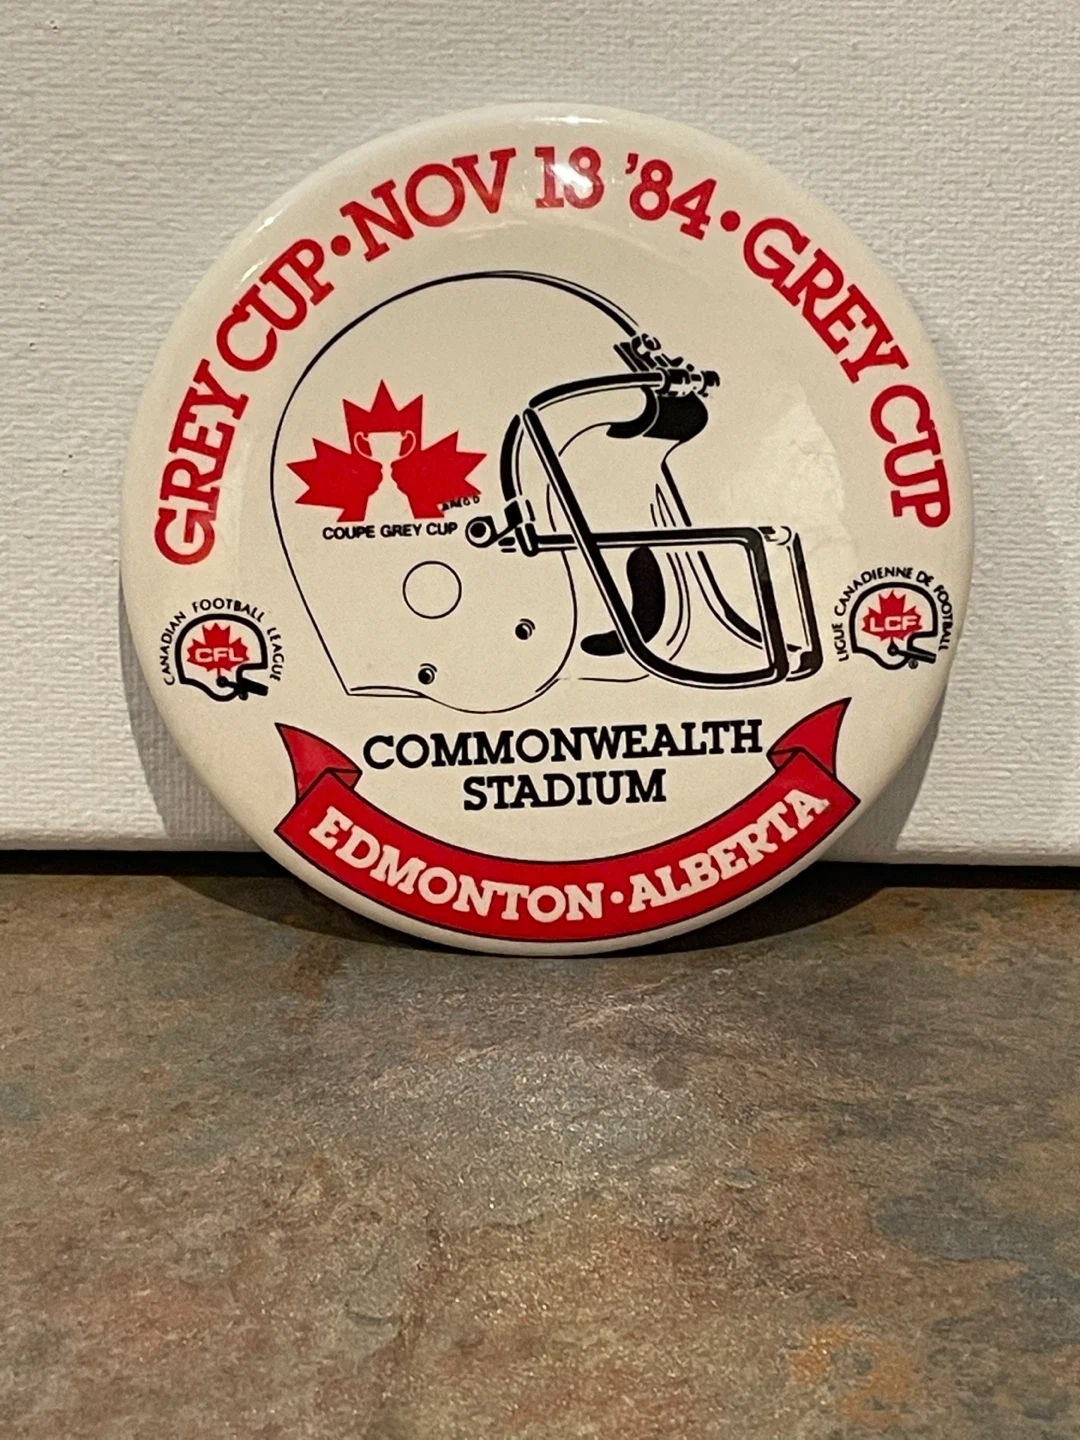 GREY CUP • NOV 18 '84 • GREY CUP
COUPE GREY CUP
CANADIAN FOOTBALL LEAGUE
CFL
LIGUE CANADIENNE DE FOOTBALL
LCF
COMMONWEALTH
STADIUM
EDMONTON • ALBERTA